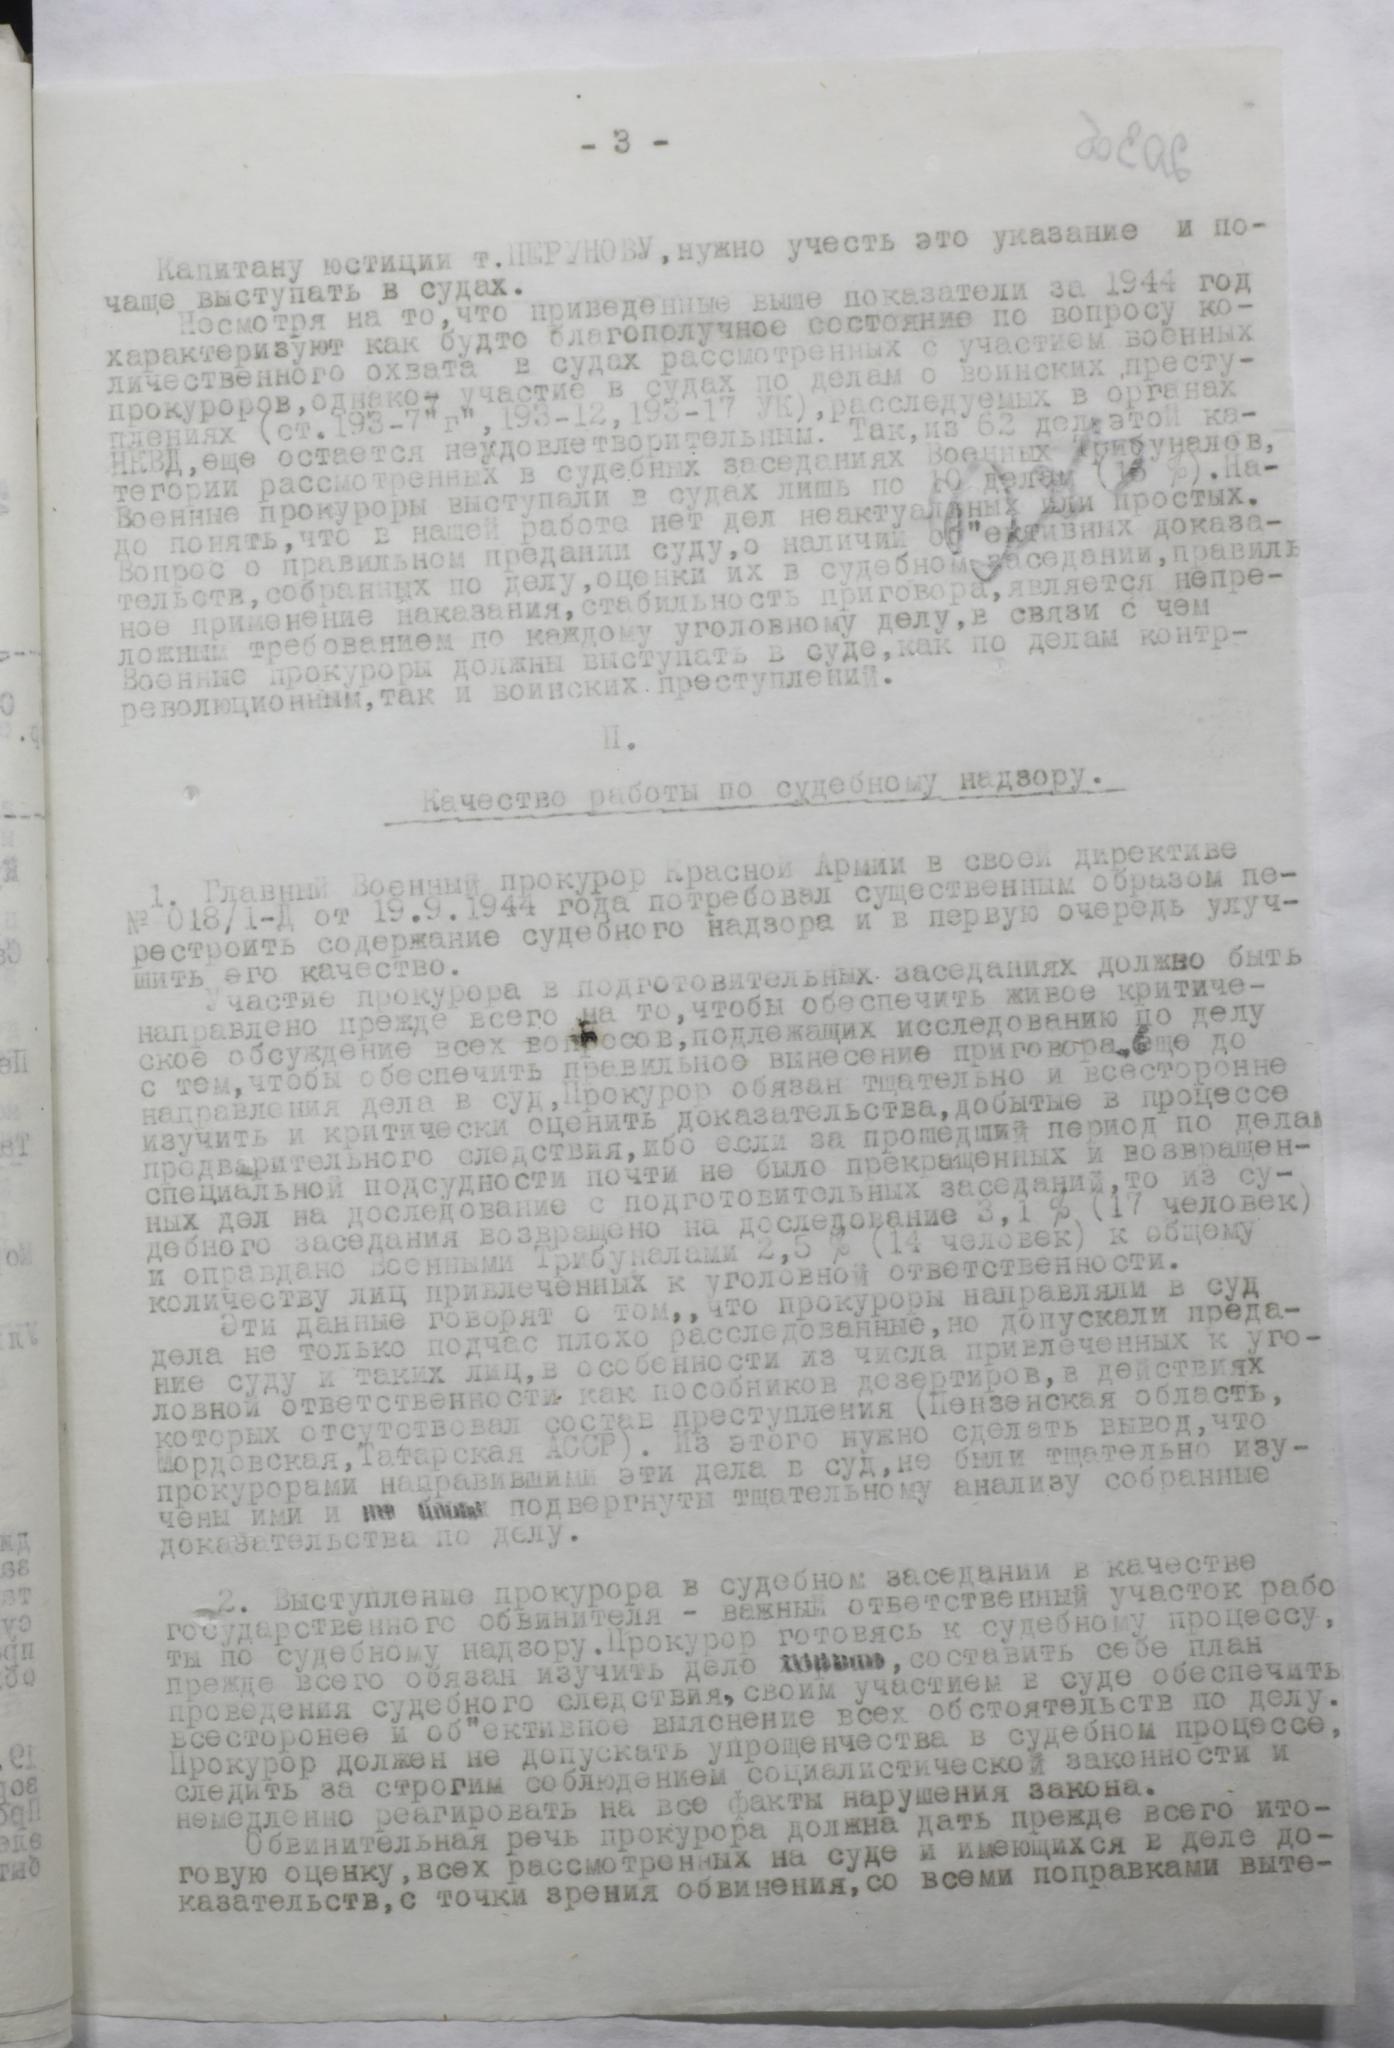 - 3 -
Капитану юстиции т.ПЕРУНОВУ,нужно учесть это указание и по-
чаще выступать в судах.
Несмотря на то,что приведенные выше показатели за 1944 год
характеризуют как будто благополучное состояние по вопросу ко-
личественного охвата в судах рассмотренных с участием военных
прокуроров,однако- участие в судах по делам о воинских престу-
плениях (ст.193-7"г",193-12,193-17 УК),расследуемых в органах
НКВД,еще остается неудовлетворительным. Так,из 62 дел этой ка-
тегории рассмотренных в судебных заседаниях Военных Трибуналов,
Военные прокуроры выступали в судах лишь по 10 делам (  %).На-
до понять,что в нашей работе нет дел неактуальных или простых.
Вопрос о правильном предании суду,о наличии об"ективных доказа-
тельств,собранных по делу,оценки их в судебном заседании,правиль
ное применение наказания,стабильность приговора,является непре-
ложным требованием по каждому уголовному делу,в связи с чем
Военные прокуроры должны выступать в суде,как по делам контр-
революционным,так и воинских преступлений.
П.
Качество работы по судебному надзору.
1. Главный Военный прокурор Красной Армии в своей директиве
№ 018/1-Д от 19.9.1944 года потребовал существенным образом пе-
рестроить содержание судебного надзора и в первую очередь улуч-
шить его качество.
Участие прокурора в подготовительных заседаниях должно быть
направлено прежде всего на то,чтобы обеспечить живое критиче-
ское обсуждение всех вопросов,подлежащих исследованию по делу
с тем,чтобы обеспечить правильное вынесение приговора.Еще до
направления дела в суд,Прокурор обязан тщательно и всесторонне
изучить и критически оценить доказательства,добытые в процессе
предварительного следствия,ибо если за прошедший период по делам
специальной подсудности почти не было прекращенных и возвращен-
ных дел на доследование с подготовительных заседаний,то из су-
дебного заседания возвращено на доследование 3,1 % (17 человек)
и оправдано Военными Трибуналами 2,5 % (14 человек) к общему
количеству лиц привлеченных к уголовной ответственности.
Эти данные говорят о том,,что прокуроры направляли в суд
дела не только подчас плохо расследованные,но допускали преда-
ние суду и таких лиц,в особенности из числа привлеченных к уго-
ловной ответственности как пособников дезертиров,в действиях
которых отсутствовал состав преступления (Пензенская область,
Мордовская,Татарская АССР). Из этого нужно сделать вывод,что
прокурорами направившими эти дела в суд,не были тщательно изу-
чены ими и не были подвергнуты тщательному анализу собранные
доказательства по делу.
2. Выступление прокурора в судебном заседании в качестве
государственного обвинителя - важный ответственный участок рабо
ты по судебному надзору.Прокурор готовясь к судебному процессу,
прежде всего обязан изучить дело ,составить себе план
проведения судебного следствия,своим участием в суде обеспечить
всесторонее и об"ективное выяснение всех обстоятельств по делу.
Прокурор должен не допускать упрощенчества в судебном процессе,
следить за строгим соблюдением социалистической законности и
немедленно реагировать на все факты нарушения закона.
Обвинительная речь прокурора должна дать прежде всего ито-
говую оценку,всех рассмотренных на суде и имеющихся в деле до-
казательств,с точки зрения обвинения,со всеми поправками выте-